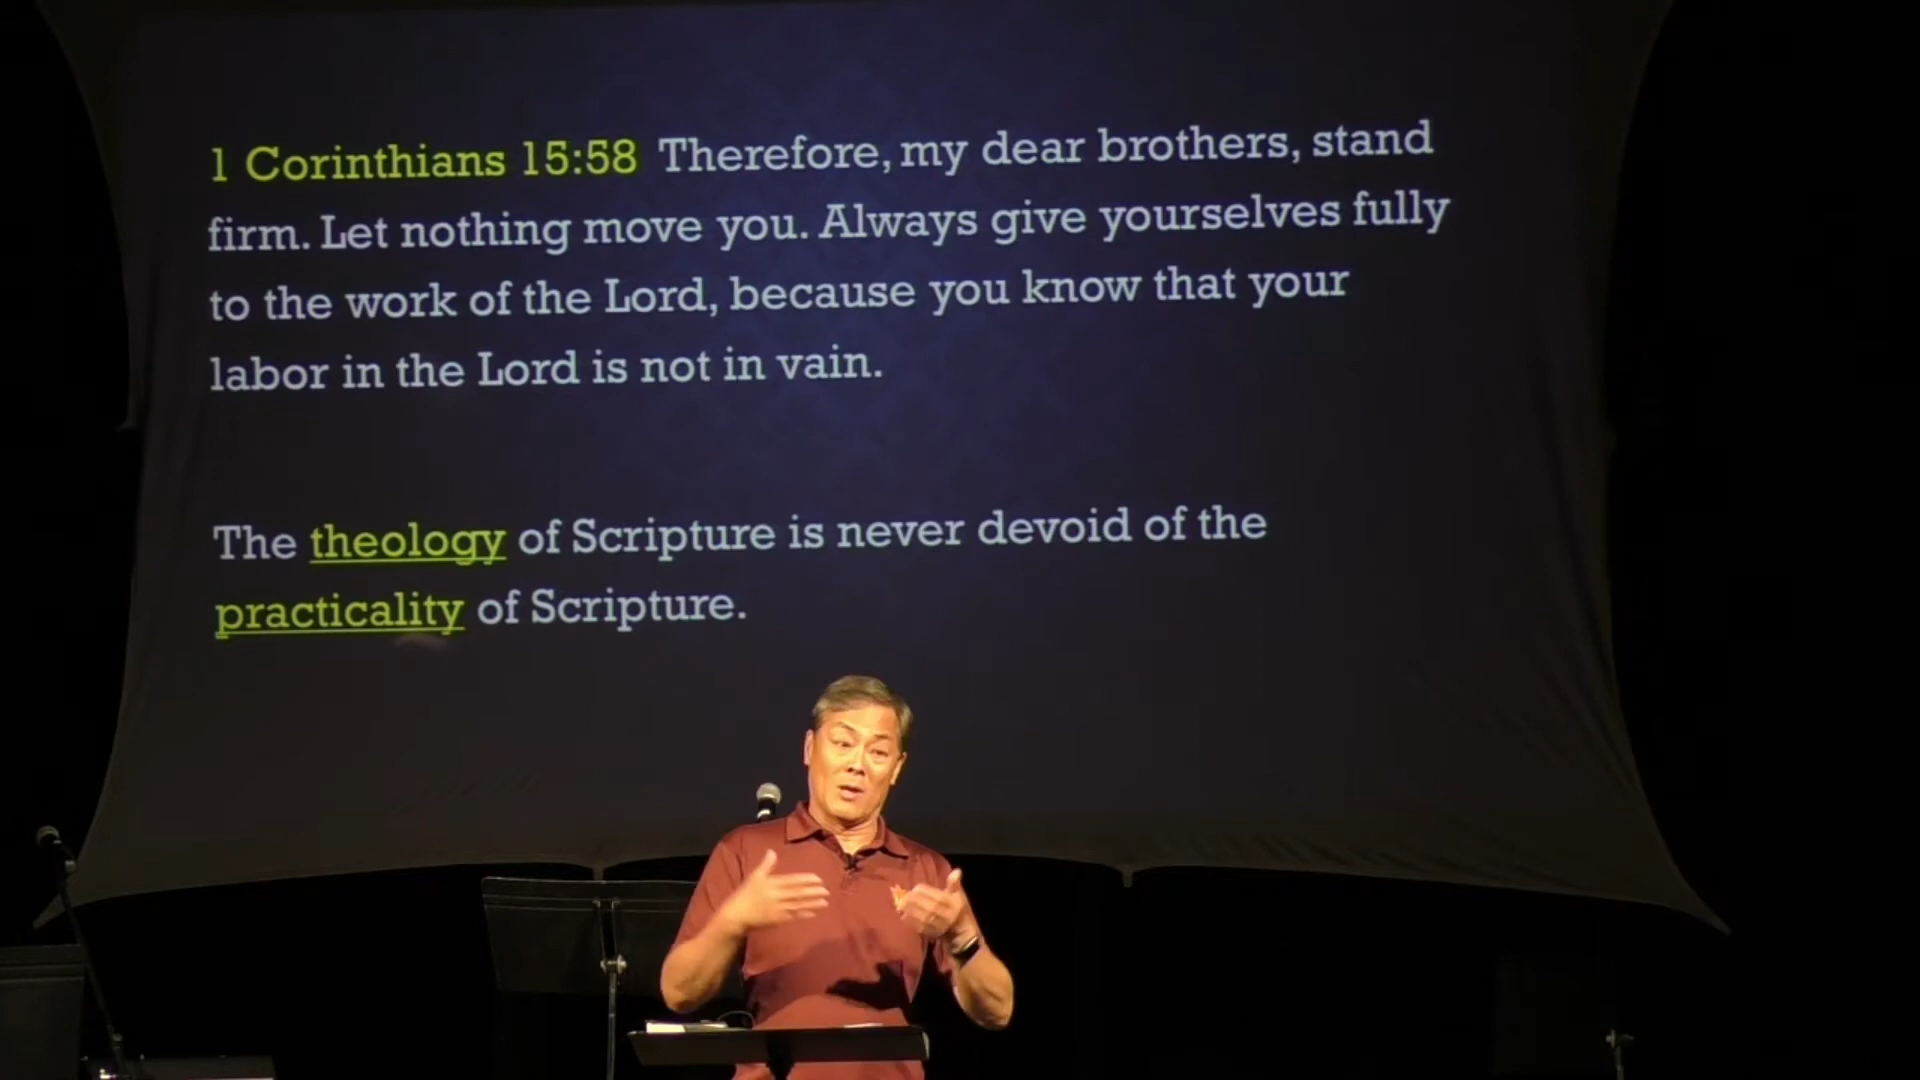 1 Corinthians 15:58 Therefore, my dear brothers, stand
firm. Let nothing move you. Always give yourselves fully
to the work of the Lord, because you know that your
labor in the Lord is not in vain.
The theology of Scripture is never devoid of the
practicality of Scripture.